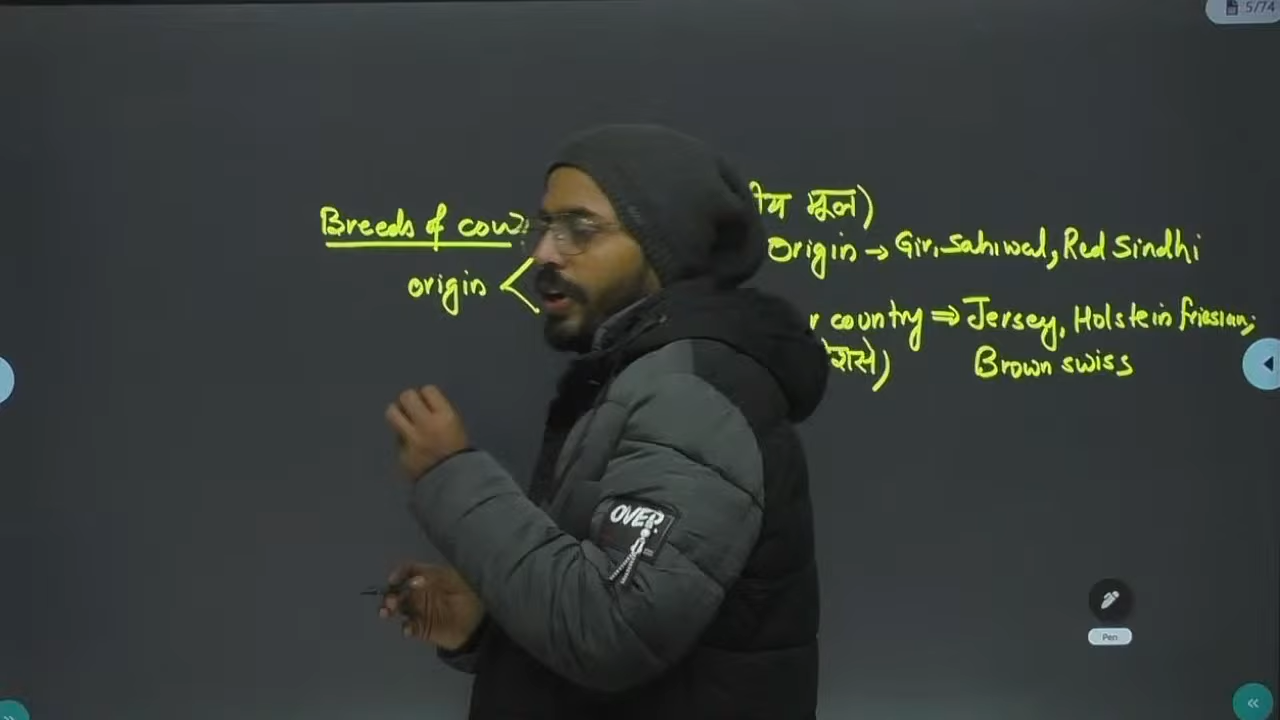 5/74
मूल)
Breeds of cow
Origin → Gir, Sahiwal, Red Sindhi
origin
country ⇒ Jersey, Holstein friesian,
Brown swiss
OVER
Pen